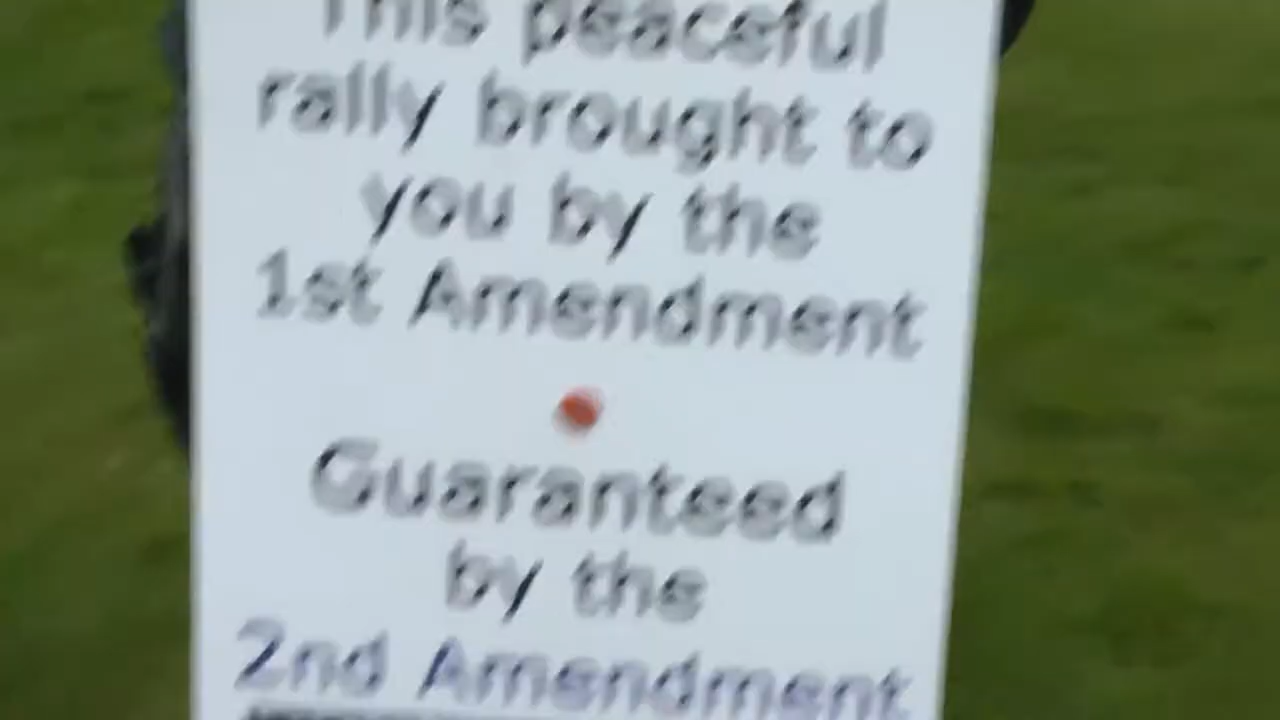 This peaceful
rally brought to
you by the
1st Amendment
Guaranteed
by the
2nd Amendment